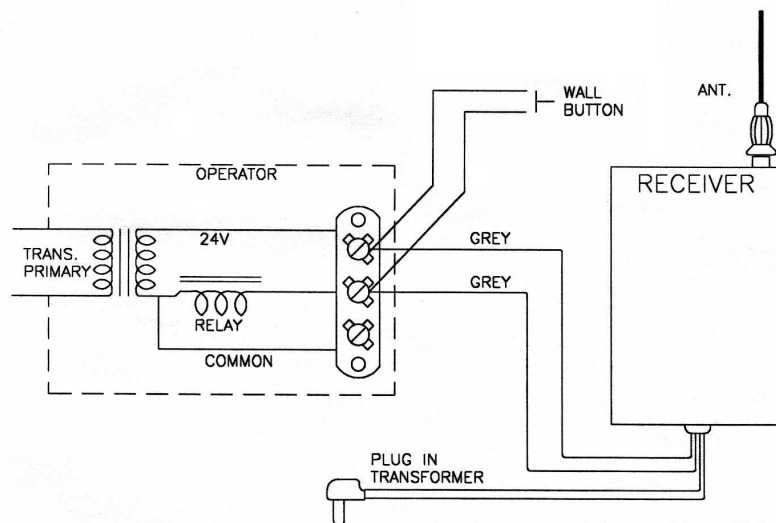 WALL
BUTTON
ANT.
OPERATOR
RECEIVER
24V
TRANS.
PRIMARY
GREY
GREY
RELAY
COMMON
PLUG IN
TRANSFORMER